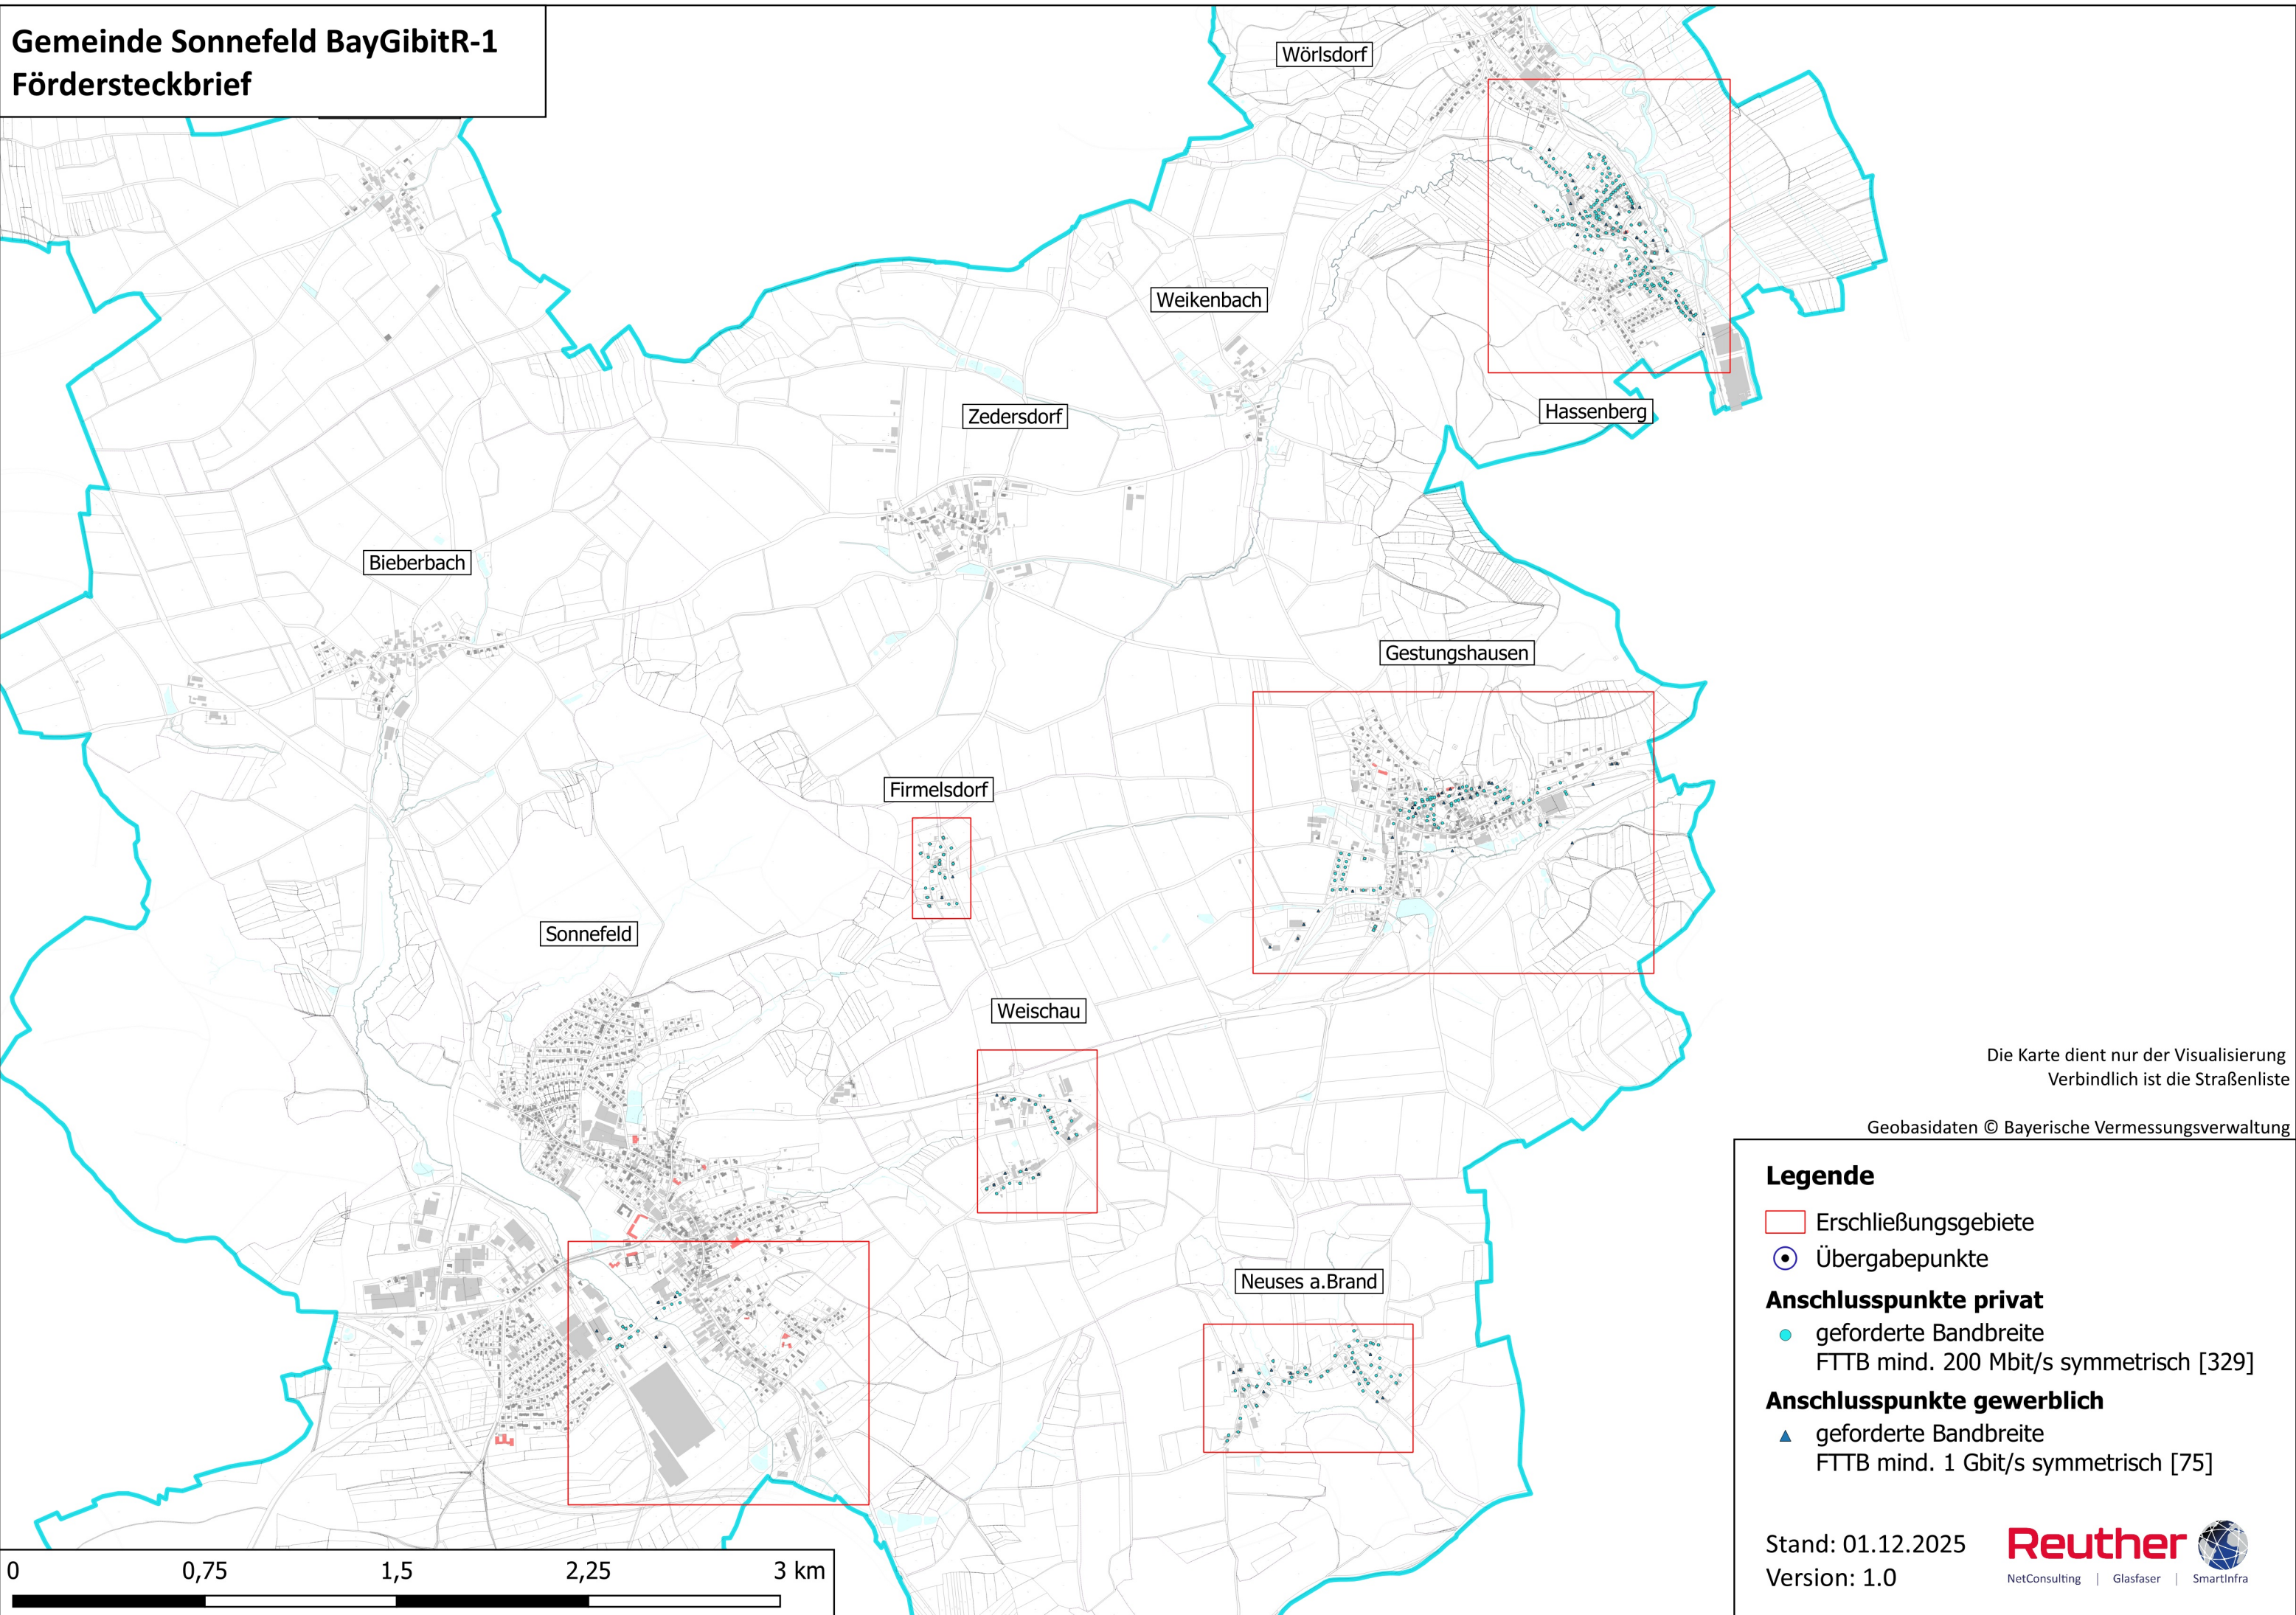 Gemeinde Sonnefeld BayGibitR-1
Fördersteckbrief
Wörlsdorf
Weikenbach
Zedersdorf
Hassenberg
Bieberbach
Gestungshausen
Firmelsdorf
Sonnefeld
Weischau
Neuses a.Brand
Die Karte dient nur der Visualisierung
Verbindlich ist die Straßenliste
Geobasidaten © Bayerische Vermessungsverwaltung
Legende
Erschließungsgebiete
Übergabepunkte
Anschlusspunkte privat
geforderte Bandbreite
FTTB mind. 200 Mbit/s symmetrisch [329]
Anschlusspunkte gewerblich
geforderte Bandbreite
FTTB mind. 1 Gbit/s symmetrisch [75]
Stand: 01.12.2025
Version: 1.0
Reuther
NetConsulting | Glasfaser | SmartInfra
0 0,75 1,5 2,25 3 km